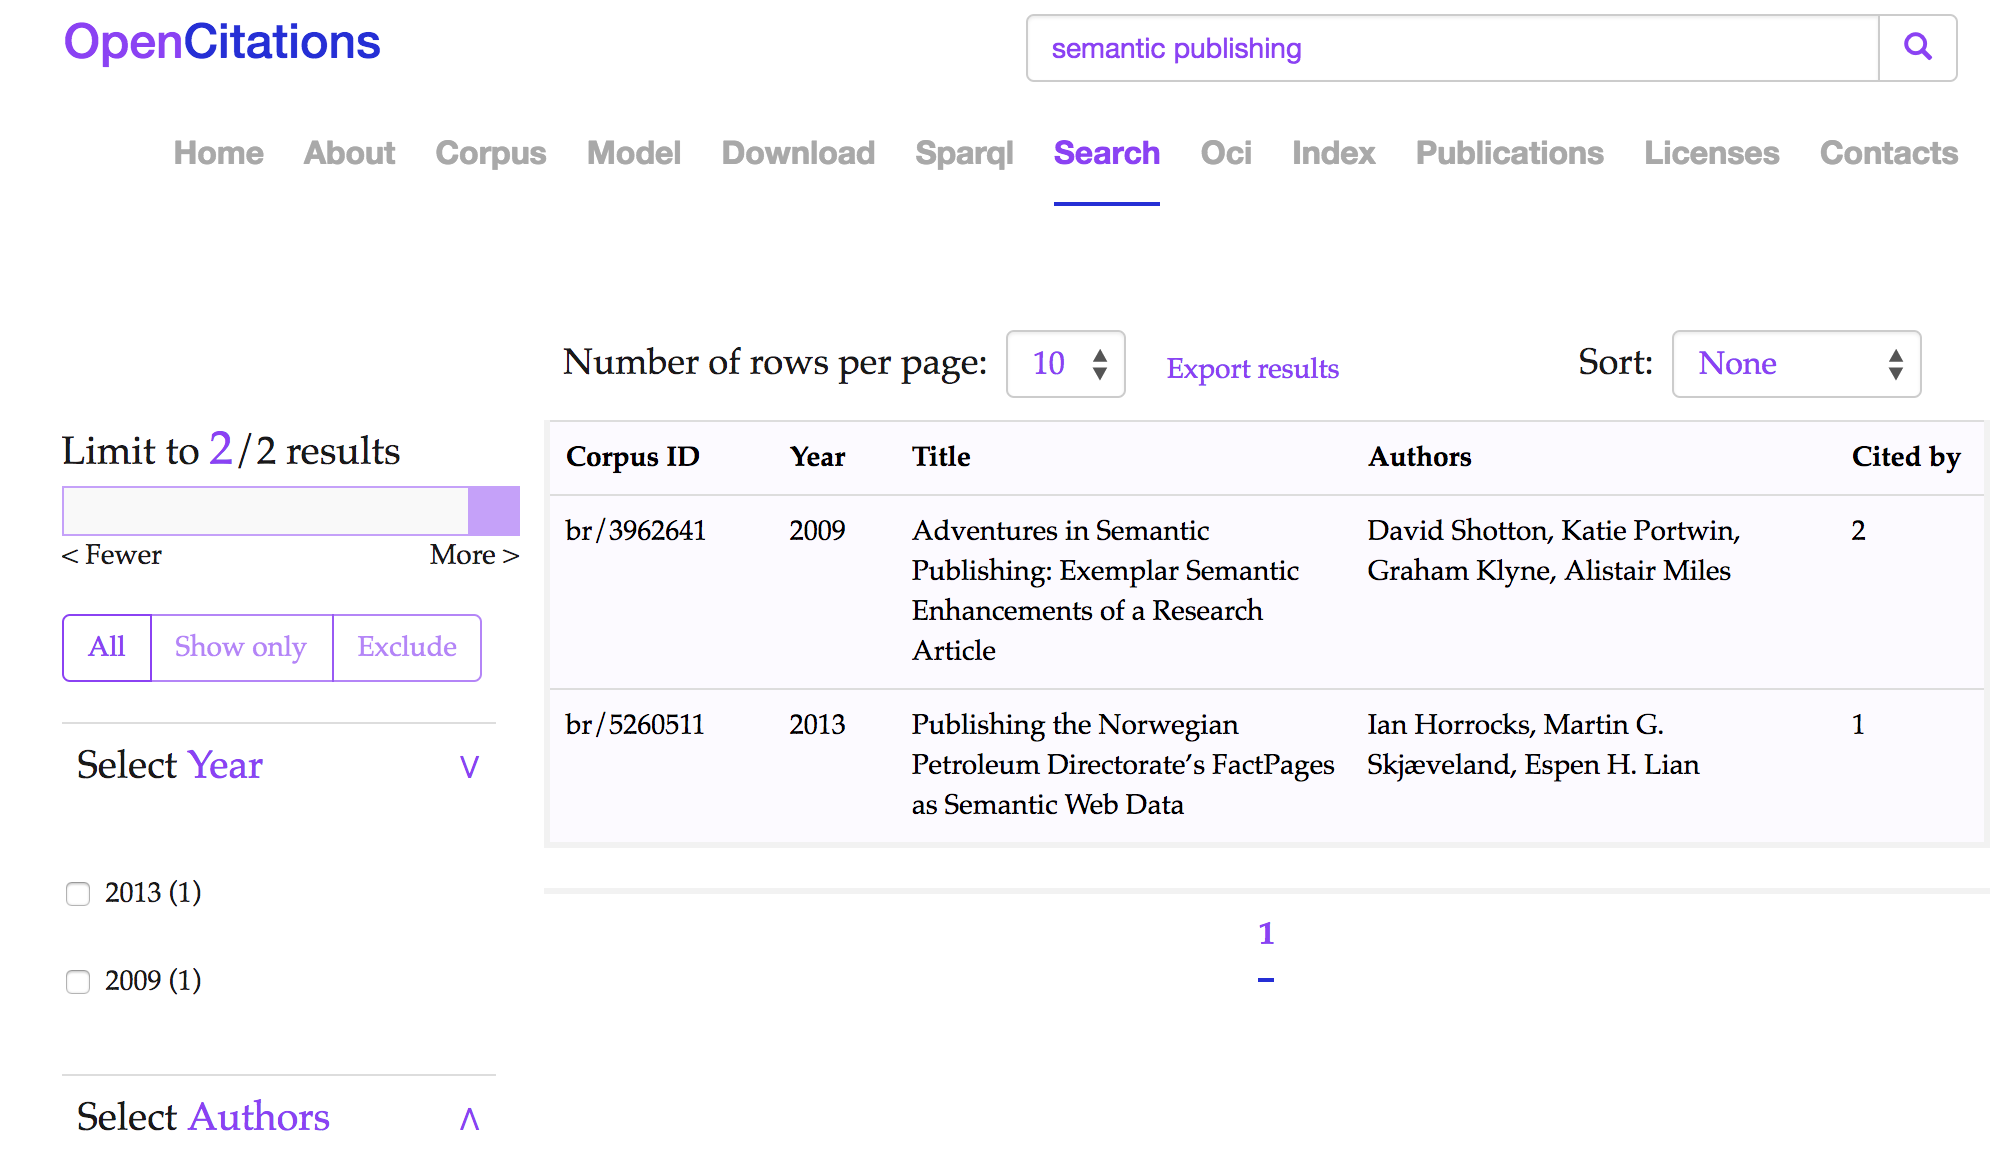 OpenCitations
semantic publishing
Home About Corpus Model Download Sparql Search Oci Index Publications Licenses Contacts
Number of rows per page: 10 Export results Sort: None
Limit to 2/2 results
< Fewer More >
All Show only Exclude
Select Year V
2013 (1)
2009 (1)
Select Authors Λ
Corpus ID Year Title Authors Cited by
br/3962641 2009 Adventures in Semantic David Shotton, Katie Portwin, 2
Publishing: Exemplar Semantic Graham Klyne, Alistair Miles
Enhancements of a Research
Article
br/5260511 2013 Publishing the Norwegian Ian Horrocks, Martin G. 1
Petroleum Directorate’s FactPages Skjæveland, Espen H. Lian
as Semantic Web Data
1